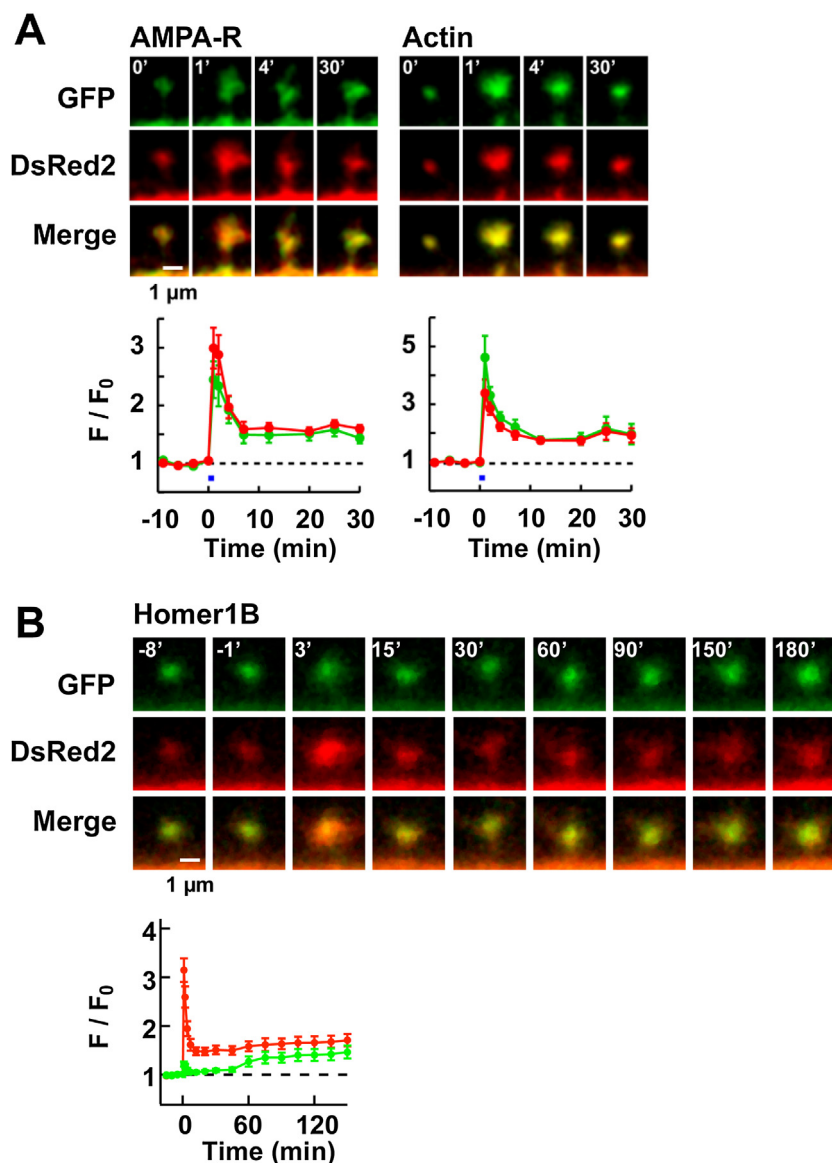 A
AMPA-R Actin
0’ 1’ 4’ 30’ 0’ 1’ 4’ 30’
GFP
DsRed2
Merge
1 µm
3
2
1
F / F0
-10 0 10 20 30
Time (min)
5
3
1
-10 0 10 20 30
Time (min)
B
Homer1B
-8’ -1’ 3’ 15’ 30’ 60’ 90’ 150’ 180’
GFP
DsRed2
Merge
1 µm
4
3
2
1
F / F0
0 60 120
Time (min)